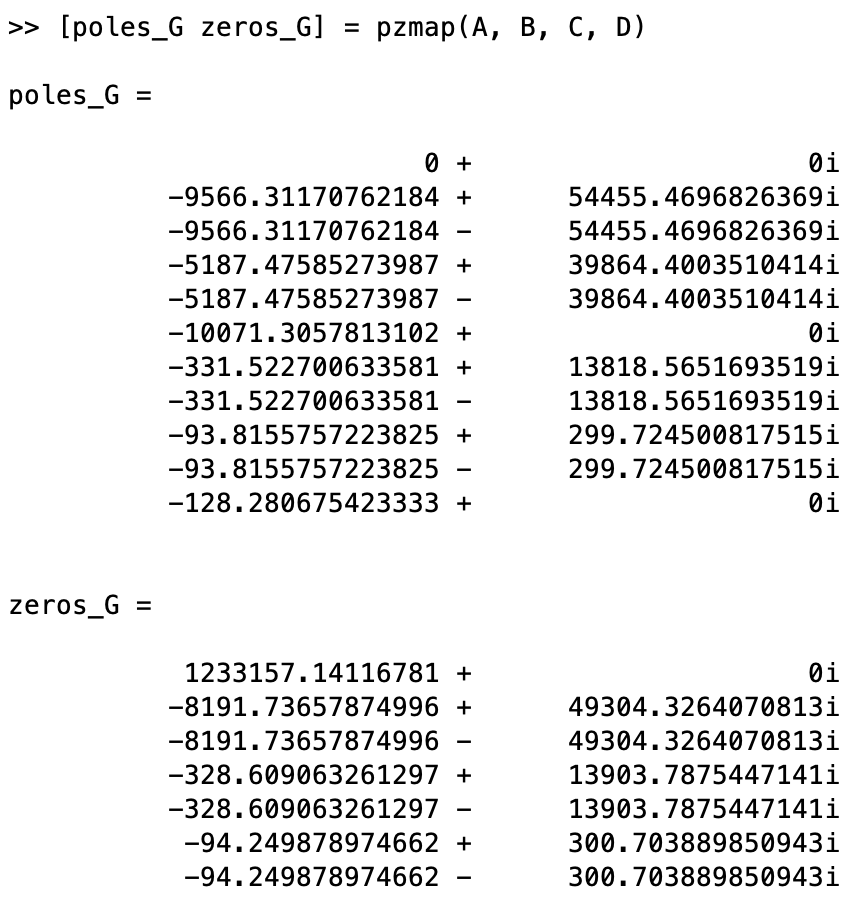 >> [poles_G zeros_G] = pzmap(A, B, C, D)
poles_G =
0 + 0i
-9566.31170762184 + 54455.4696826369i
-9566.31170762184 - 54455.4696826369i
-5187.47585273987 + 39864.4003510414i
-5187.47585273987 - 39864.4003510414i
-10071.3057813102 + 0i
-331.522700633581 + 13818.5651693519i
-331.522700633581 - 13818.5651693519i
-93.8155757223825 + 299.724500817515i
-93.8155757223825 - 299.724500817515i
-128.280675423333 + 0i
zeros_G =
1233157.14116781 + 0i
-8191.73657874996 + 49304.3264070813i
-8191.73657874996 - 49304.3264070813i
-328.609063261297 + 13903.7875447141i
-328.609063261297 - 13903.7875447141i
-94.249878974662 + 300.703889850943i
-94.249878974662 - 300.703889850943i